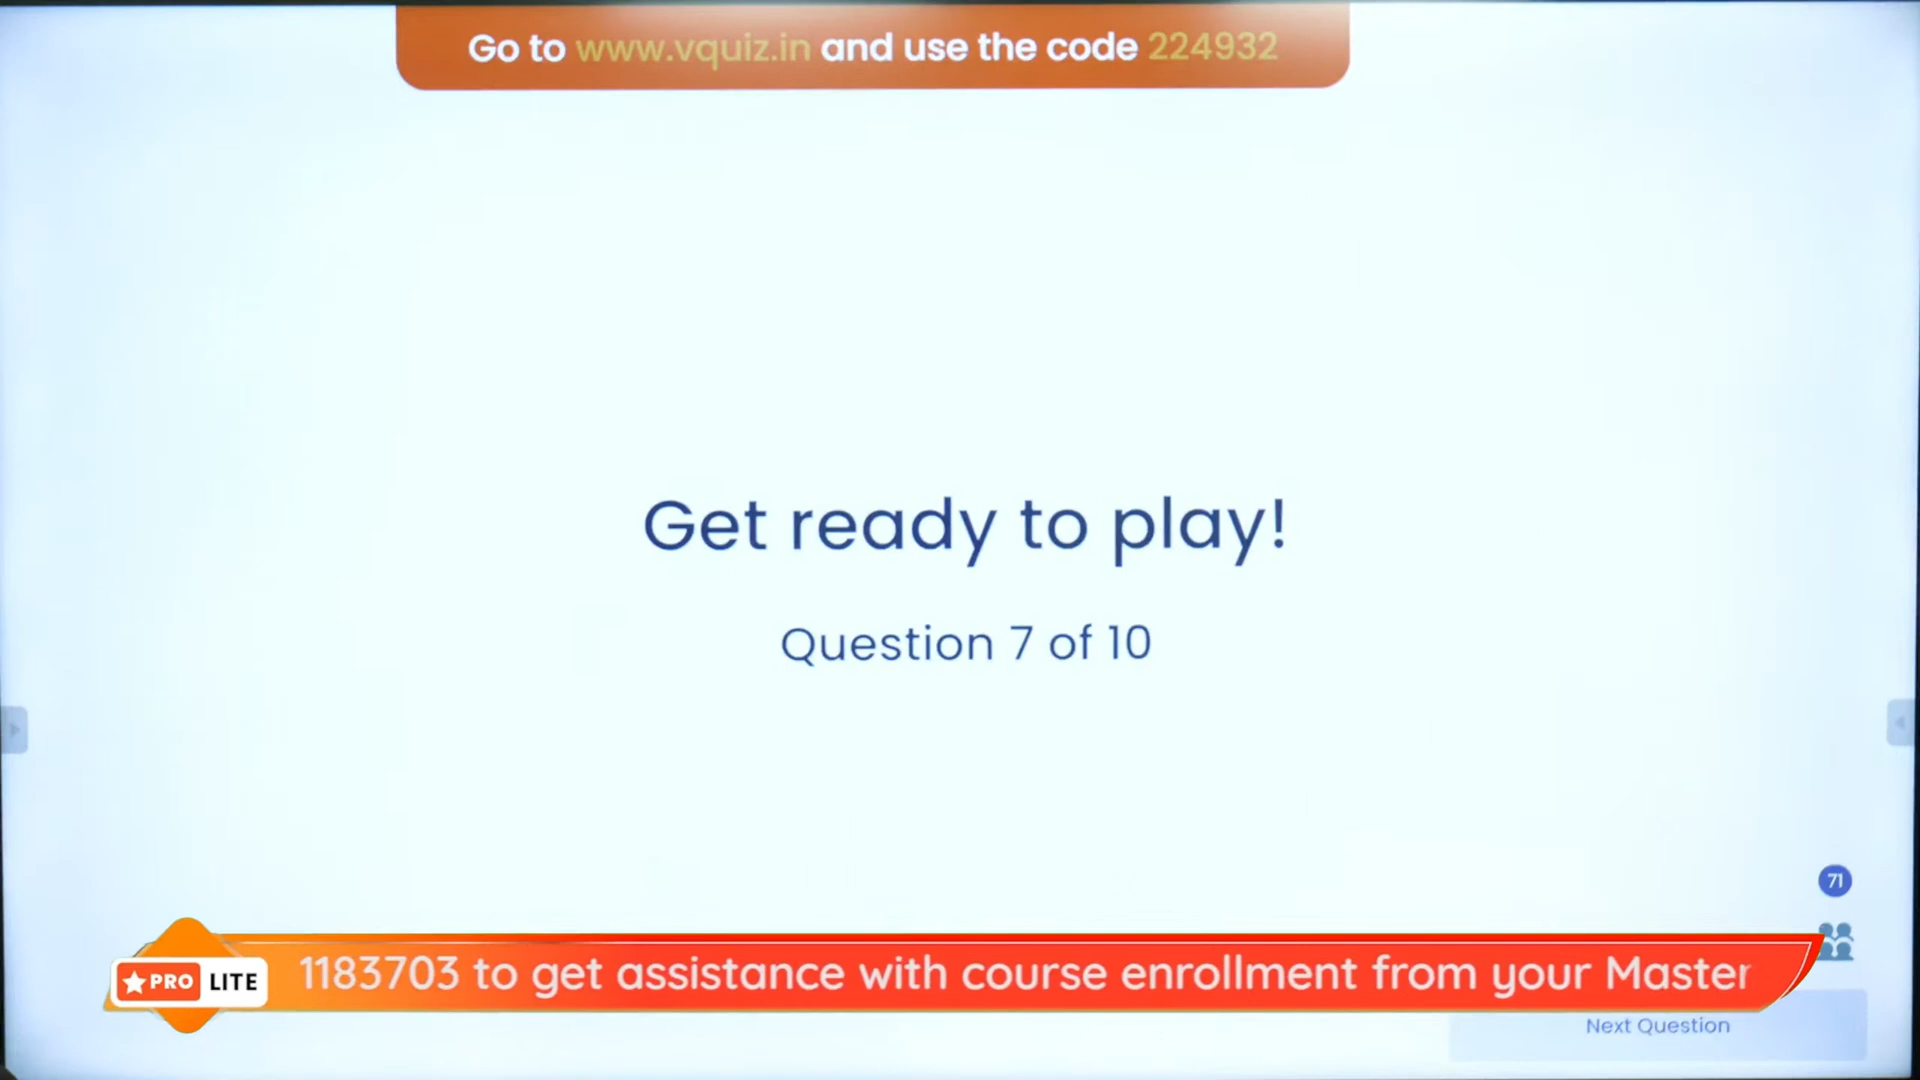 Go to www.vquiz.in and use the code 224932
Get ready to play!
Question 7 of 10
71
PRO LITE
1183703 to get assistance with course enrollment from your Master
Next Question